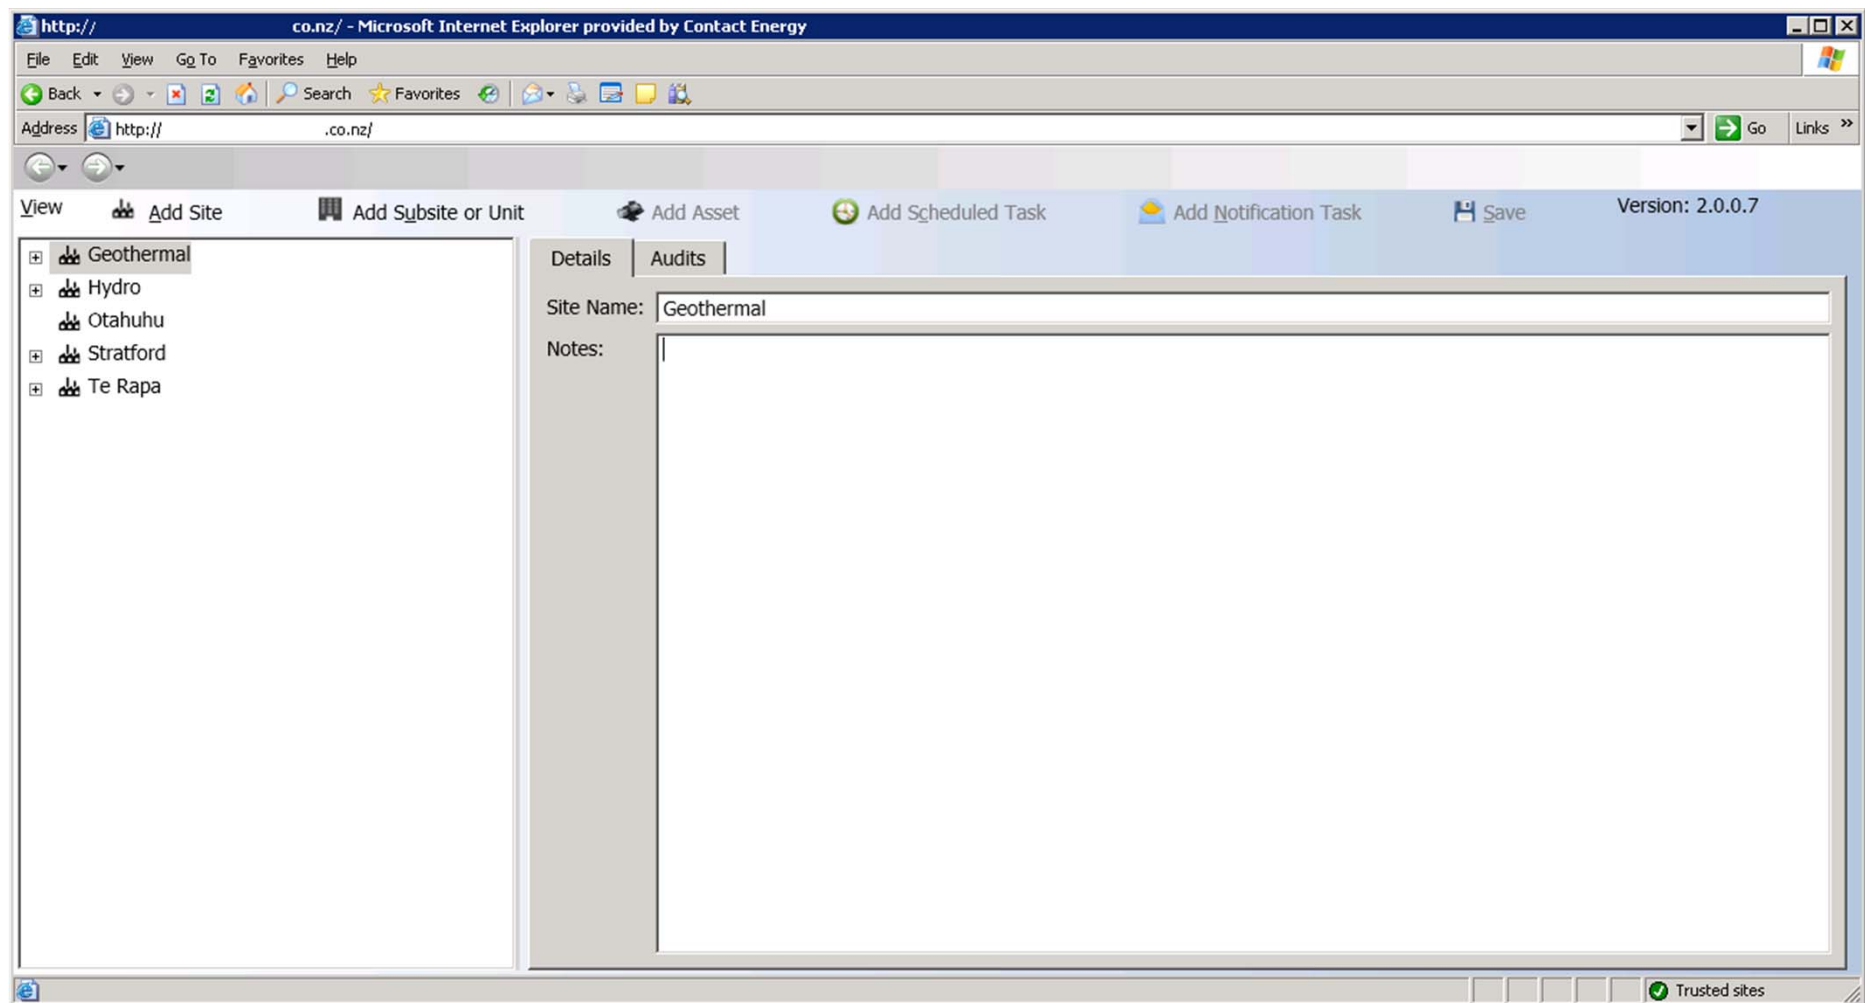 http:// co.nz/ - Microsoft Internet Explorer provided by Contact Energy
File Edit View Go To Favorites Help
Back Search Favorites
Address http:// .co.nz/ Go Links »
View Add Site Add Subsite or Unit Add Asset Add Scheduled Task Add Notification Task Save Version: 2.0.0.7
Geothermal
Hydro
Otahuhu
Stratford
Te Rapa
Details Audits
Site Name: Geothermal
Notes:
Trusted sites